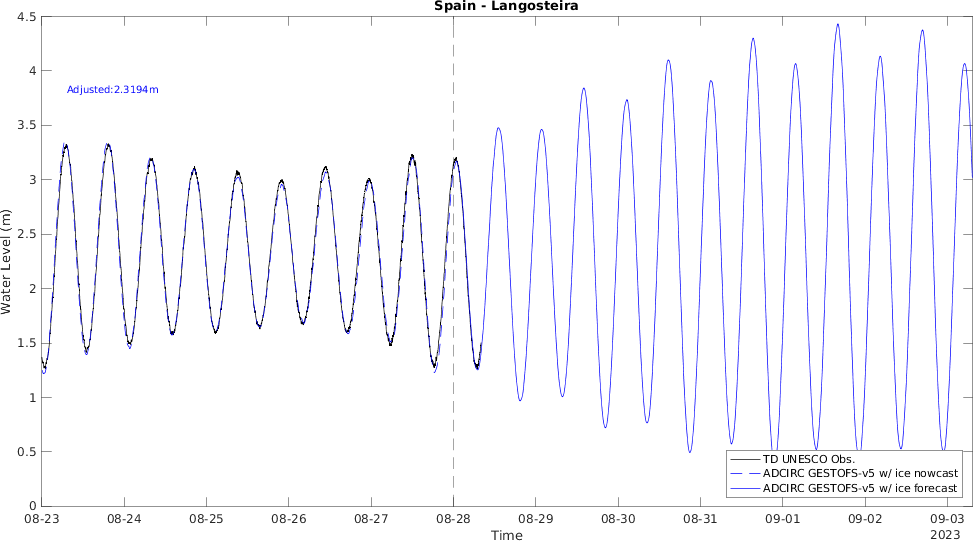 Spain - Langosteira
4.5
4
3.5
3
2.5
2
1.5
1
0.5
0
Water Level (m)
Adjusted:2.3194m
TD UNESCO Obs.
ADCIRC GESTOFS-v5 w/ ice nowcast
ADCIRC GESTOFS-v5 w/ ice forecast
08-23 08-24 08-25 08-26 08-27 08-28 08-29 08-30 08-31 09-01 09-02 09-03
Time
2023